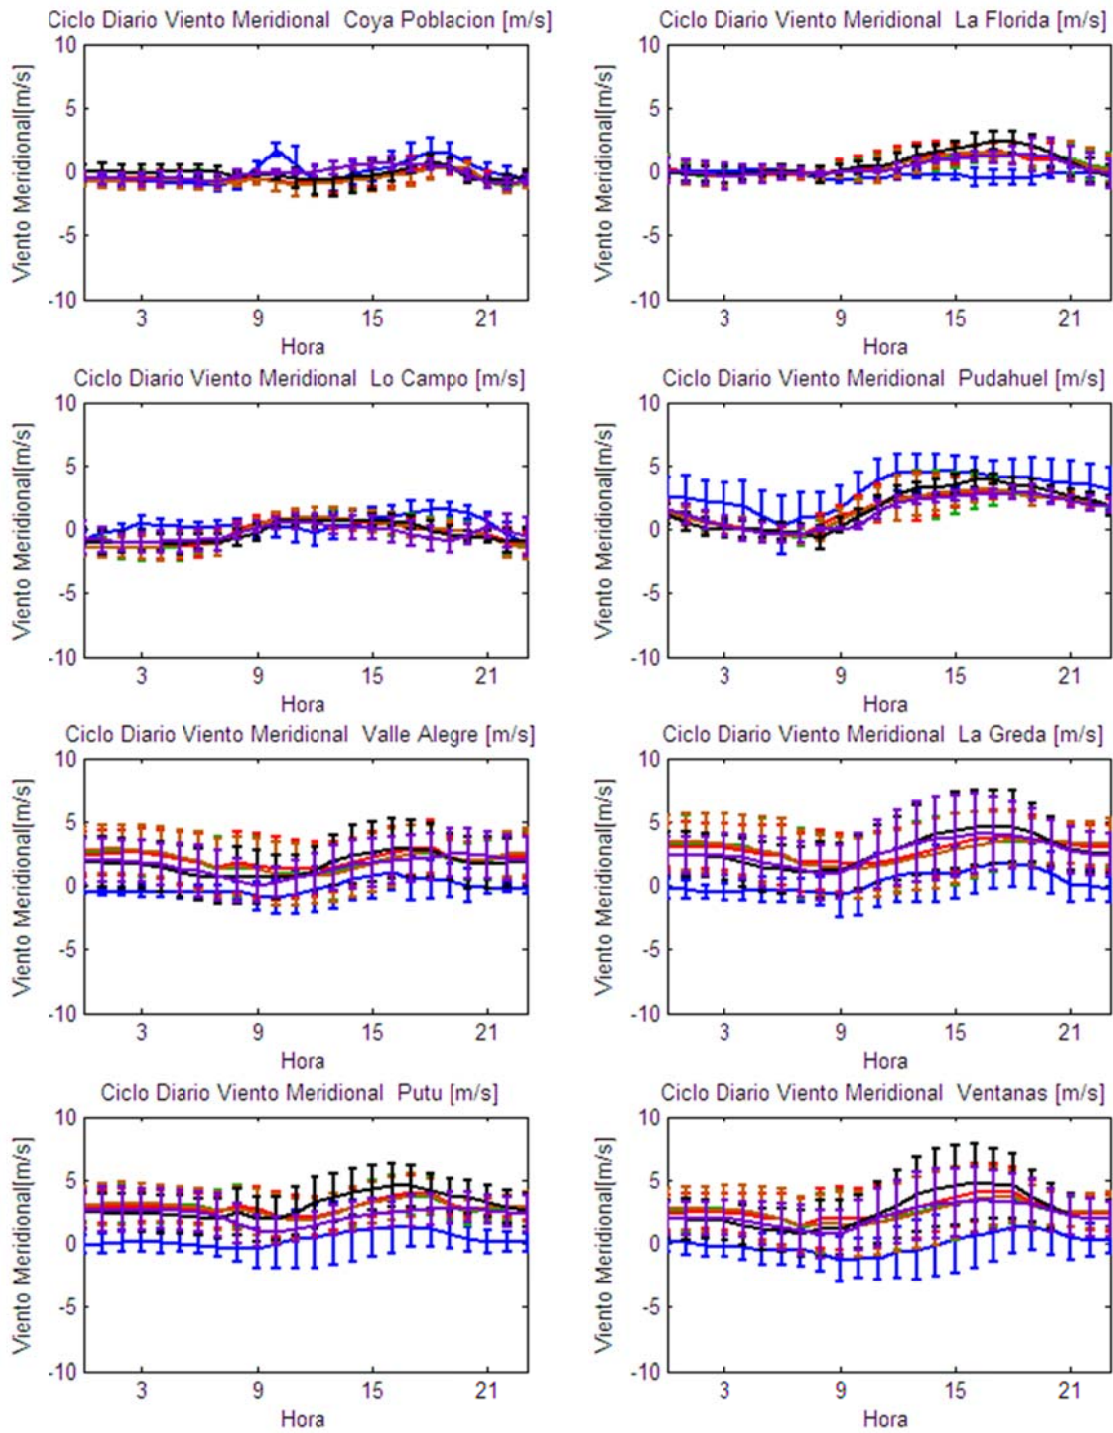 Ciclo Diario Viento Meridional Coya Poblacion [m/s]
10
5
0
-5
-10
Viento Meridional[m/s]
3 9 15 21
Hora
Ciclo Diario Viento Meridional La Florida [m/s]
10
5
0
-5
-10
Viento Meridional[m/s]
3 9 15 21
Hora
Ciclo Diario Viento Meridional Lo Campo [m/s]
10
5
0
-5
-10
Viento Meridional[m/s]
3 9 15 21
Hora
Ciclo Diario Viento Meridional Pudahuel [m/s]
10
5
0
-5
-10
Viento Meridional[m/s]
3 9 15 21
Hora
Ciclo Diario Viento Meridional Valle Alegre [m/s]
10
5
0
-5
-10
Viento Meridional[m/s]
3 9 15 21
Hora
Ciclo Diario Viento Meridional La Greda [m/s]
10
5
0
-5
-10
Viento Meridional[m/s]
3 9 15 21
Hora
Ciclo Diario Viento Meridional Putu [m/s]
10
5
0
-5
-10
Viento Meridional[m/s]
3 9 15 21
Hora
Ciclo Diario Viento Meridional Ventanas [m/s]
10
5
0
-5
-10
Viento Meridional[m/s]
3 9 15 21
Hora